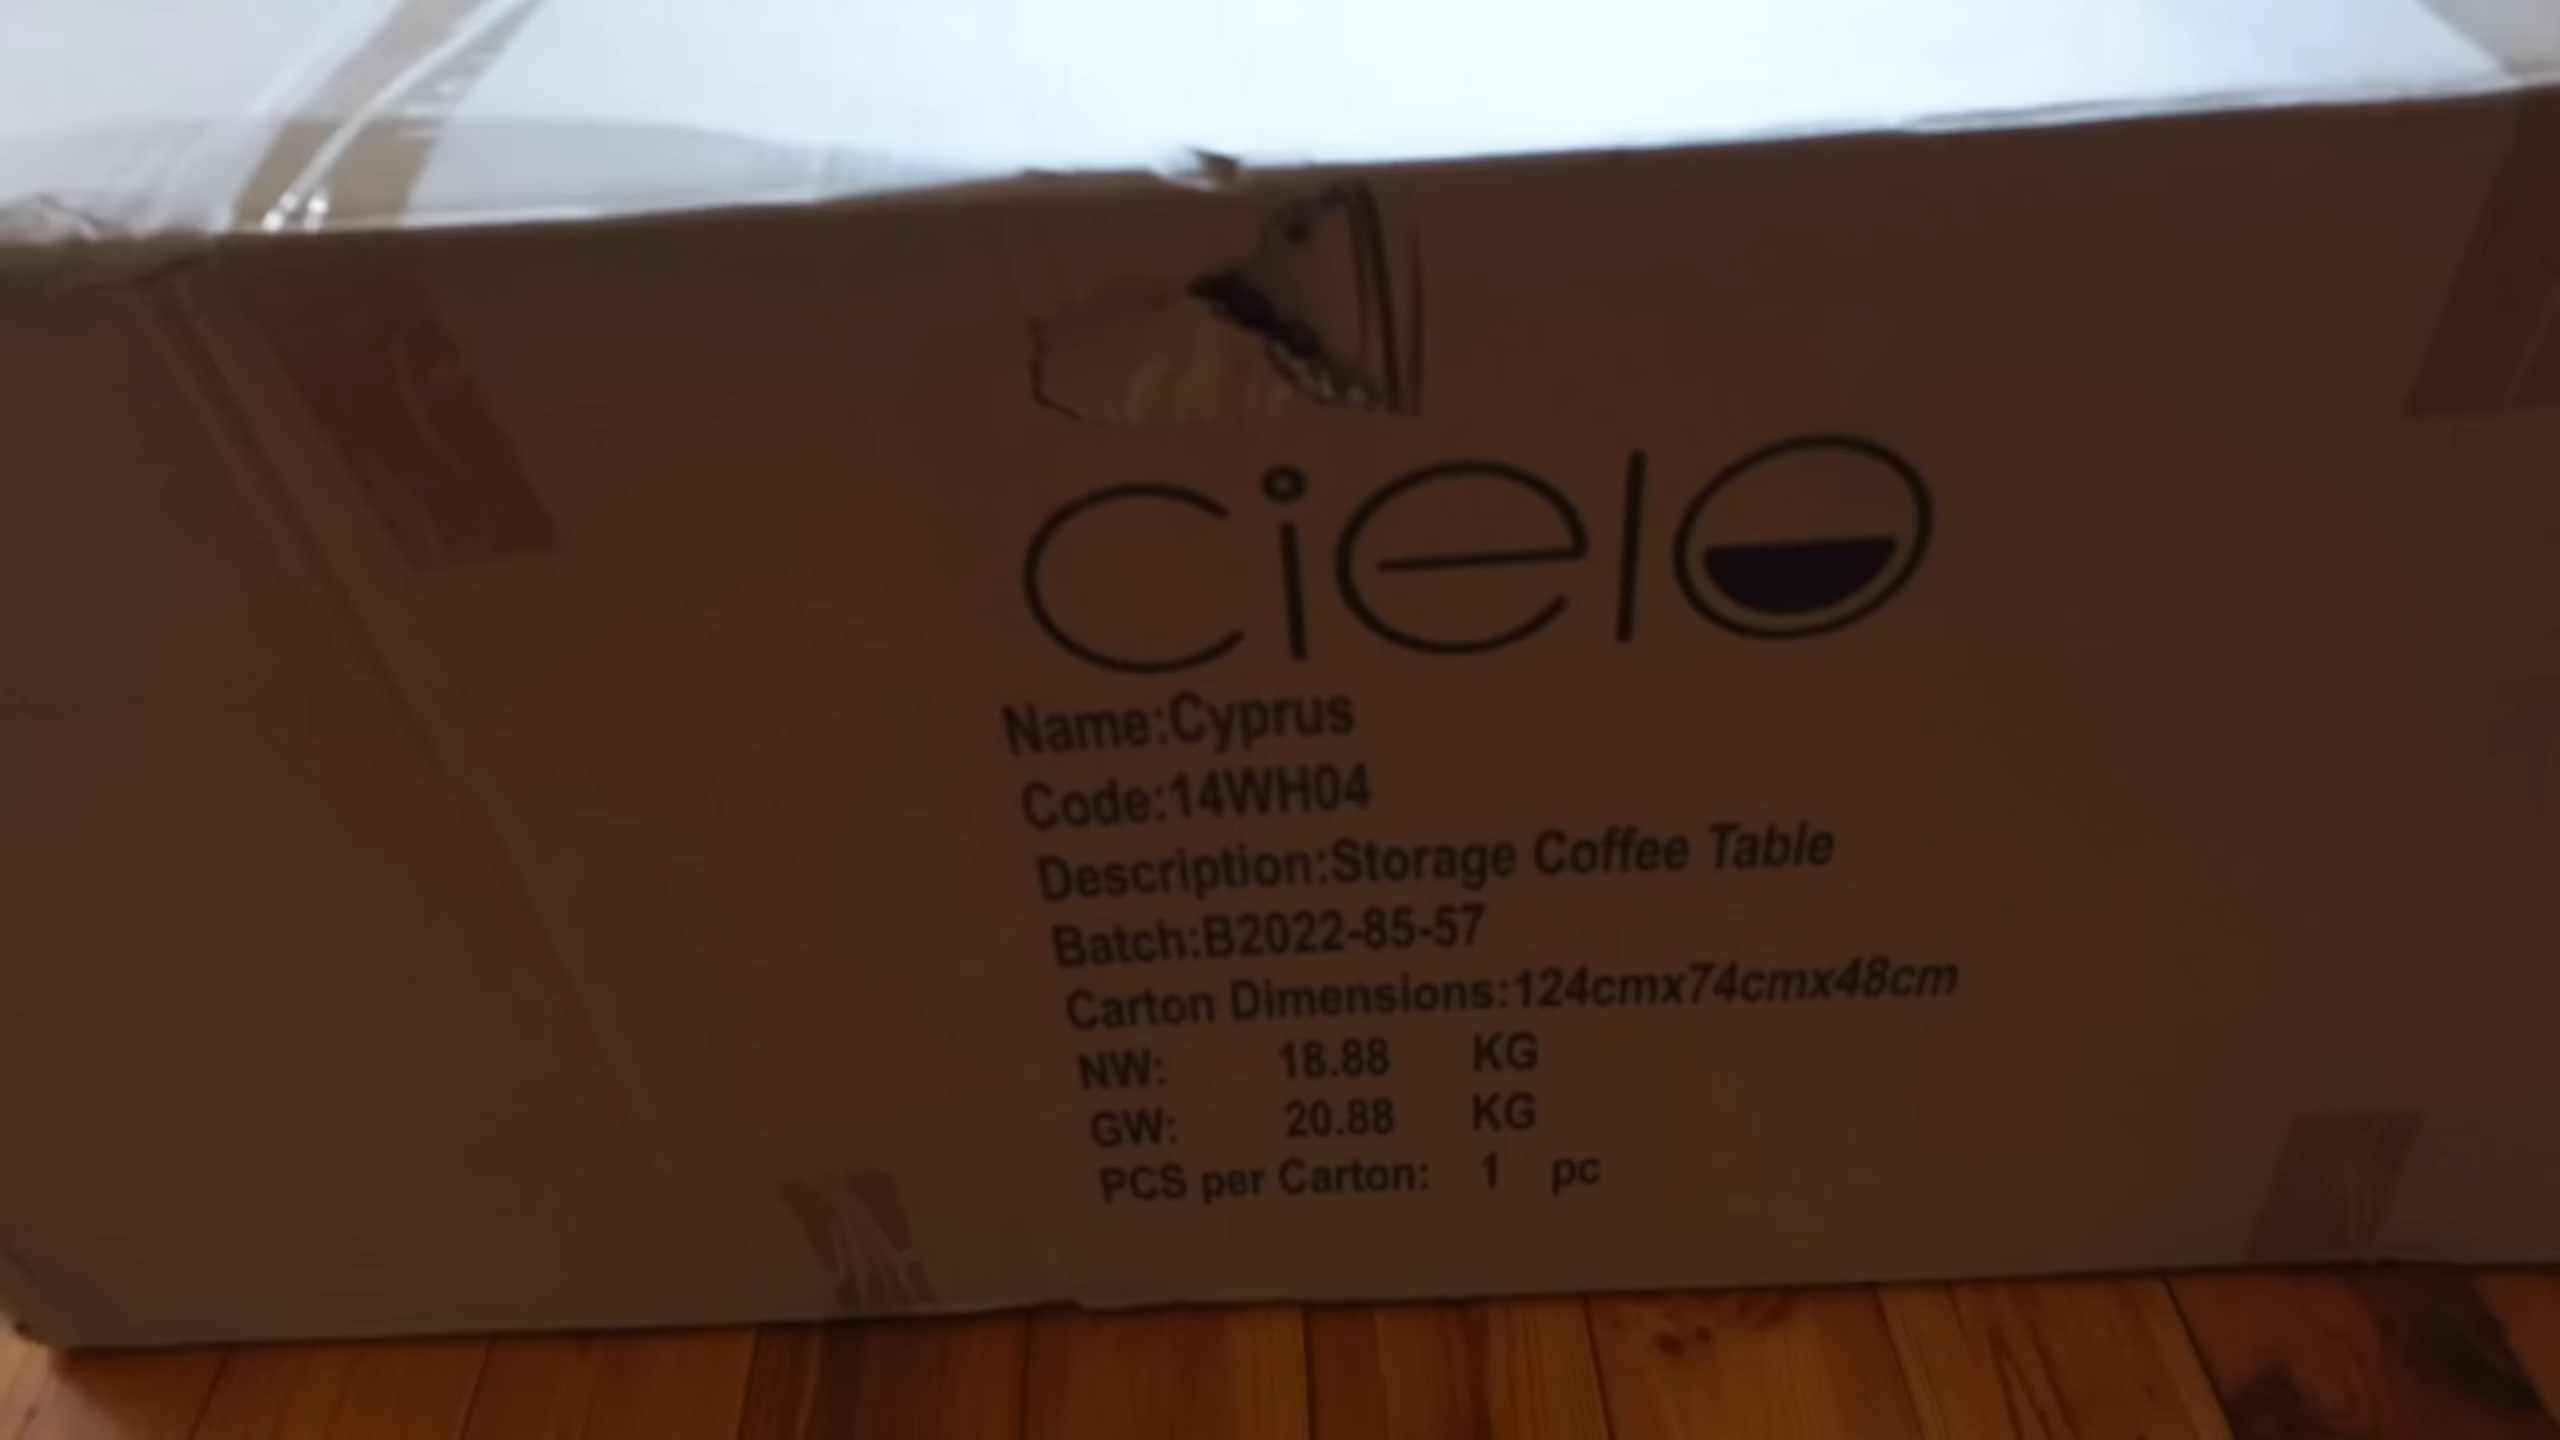 cielo
Name:Cyprus
Code:14WH04
Description:Storage Coffee Table
Batch:B2022-85-57
Carton Dimensions:124cmx74cmx48cm
NW: 18.88 KG
GW: 20.88 KG
PCS per Carton: 1 pc